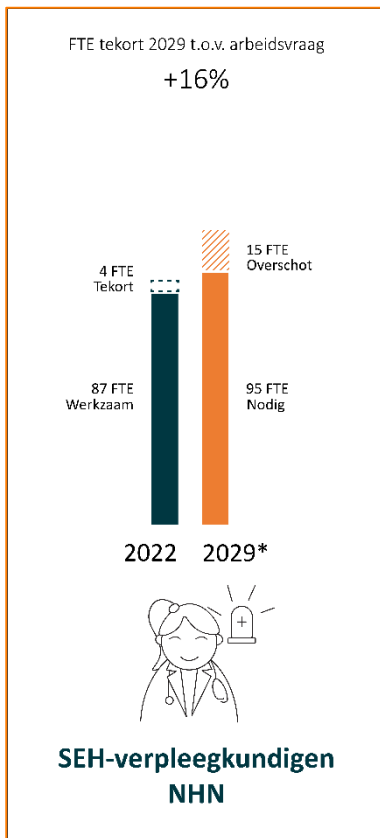 FTE tekort 2029 t.o.v. arbeidsvraag
+16%
4 FTE
Tekort
15 FTE
Overschot
87 FTE
Werkzaam
95 FTE
Nodig
2022
2029*
SEH-verpleegkundigen
NHN